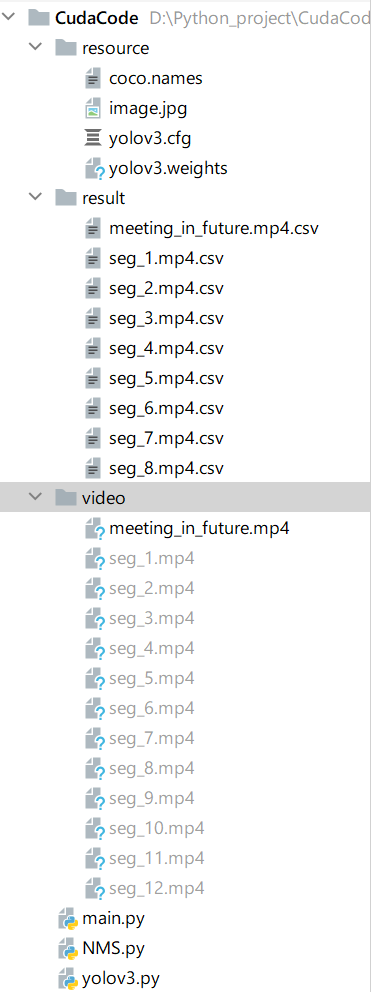 CudaCode D:\Python_project\CudaCod
resource
coco.names
image.jpg
yolov3.cfg
yolov3.weights
result
meeting_in_future.mp4.csv
seg_1.mp4.csv
seg_2.mp4.csv
seg_3.mp4.csv
seg_4.mp4.csv
seg_5.mp4.csv
seg_6.mp4.csv
seg_7.mp4.csv
seg_8.mp4.csv
video
meeting_in_future.mp4
seg_1.mp4
seg_2.mp4
seg_3.mp4
seg_4.mp4
seg_5.mp4
seg_6.mp4
seg_7.mp4
seg_8.mp4
seg_9.mp4
seg_10.mp4
seg_11.mp4
seg_12.mp4
main.py
NMS.py
yolov3.py